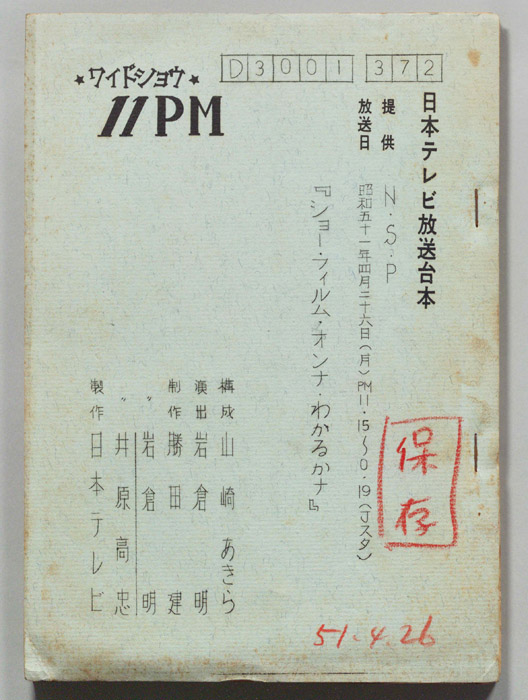 D3001 372
★ワイドショウ★
11PM
日本テレビ放送台本
提供 N・S・P
放送日 昭和五十一年四月二十六日(月)PM11・15〜0・19(Jスタ)
『ショー・フィルム・オンナ・わかるかナ』
構成 山崎 あきら
演出 岩倉 明
制作 勝田 建
〃 岩倉 明
〃 井原高忠
製作 日本テレビ
保存
51.4.26